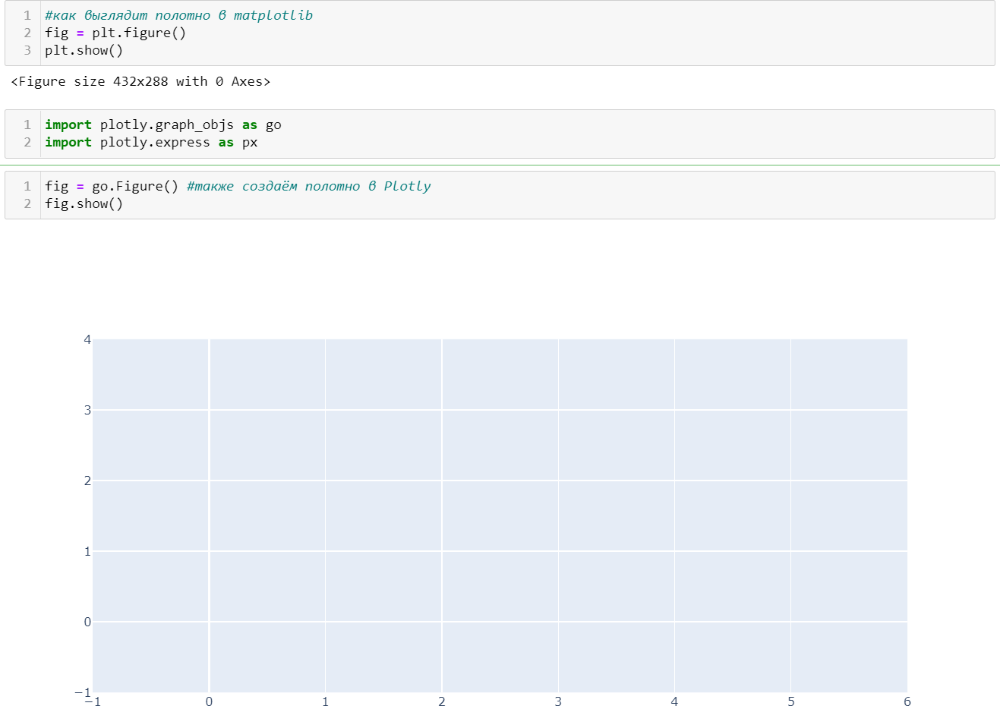 1 #как выглядит полотно в matplotlib
2 fig = plt.figure()
3 plt.show()
<Figure size 432x288 with 0 Axes>
1 import plotly.graph_objs as go
2 import plotly.express as px
1 fig = go.Figure() #также создаём полотно в Plotly
2 fig.show()
4
3
2
1
0
−1
−1 0 1 2 3 4 5 6